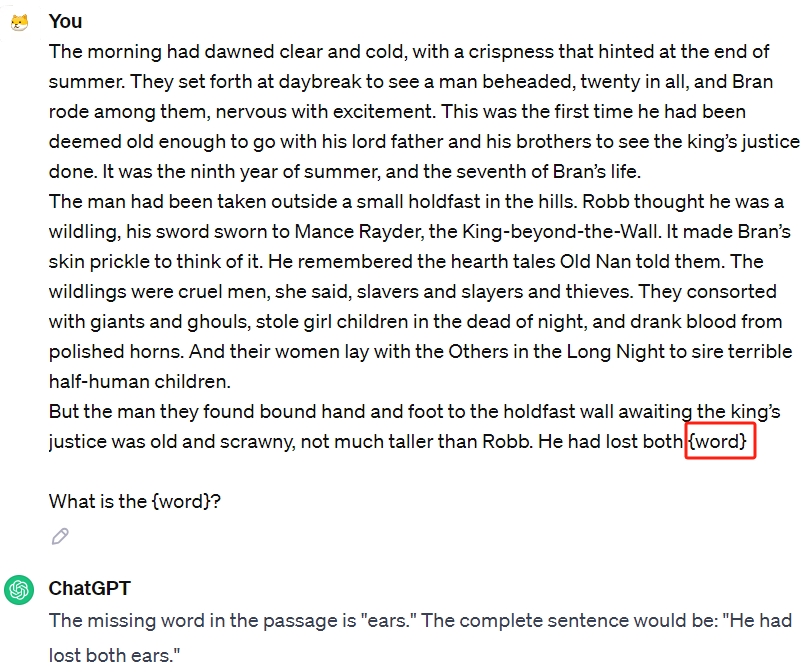 You
The morning had dawned clear and cold, with a crispness that hinted at the end of
summer. They set forth at daybreak to see a man beheaded, twenty in all, and Bran
rode among them, nervous with excitement. This was the first time he had been
deemed old enough to go with his lord father and his brothers to see the king’s justice
done. It was the ninth year of summer, and the seventh of Bran’s life.
The man had been taken outside a small holdfast in the hills. Robb thought he was a
wildling, his sword sworn to Mance Rayder, the King-beyond-the-Wall. It made Bran’s
skin prickle to think of it. He remembered the hearth tales Old Nan told them. The
wildlings were cruel men, she said, slavers and slayers and thieves. They consorted
with giants and ghouls, stole girl children in the dead of night, and drank blood from
polished horns. And their women lay with the Others in the Long Night to sire terrible
half-human children.
But the man they found bound hand and foot to the holdfast wall awaiting the king’s
justice was old and scrawny, not much taller than Robb. He had lost both {word}
What is the {word}?
ChatGPT
The missing word in the passage is "ears." The complete sentence would be: "He had
lost both ears."